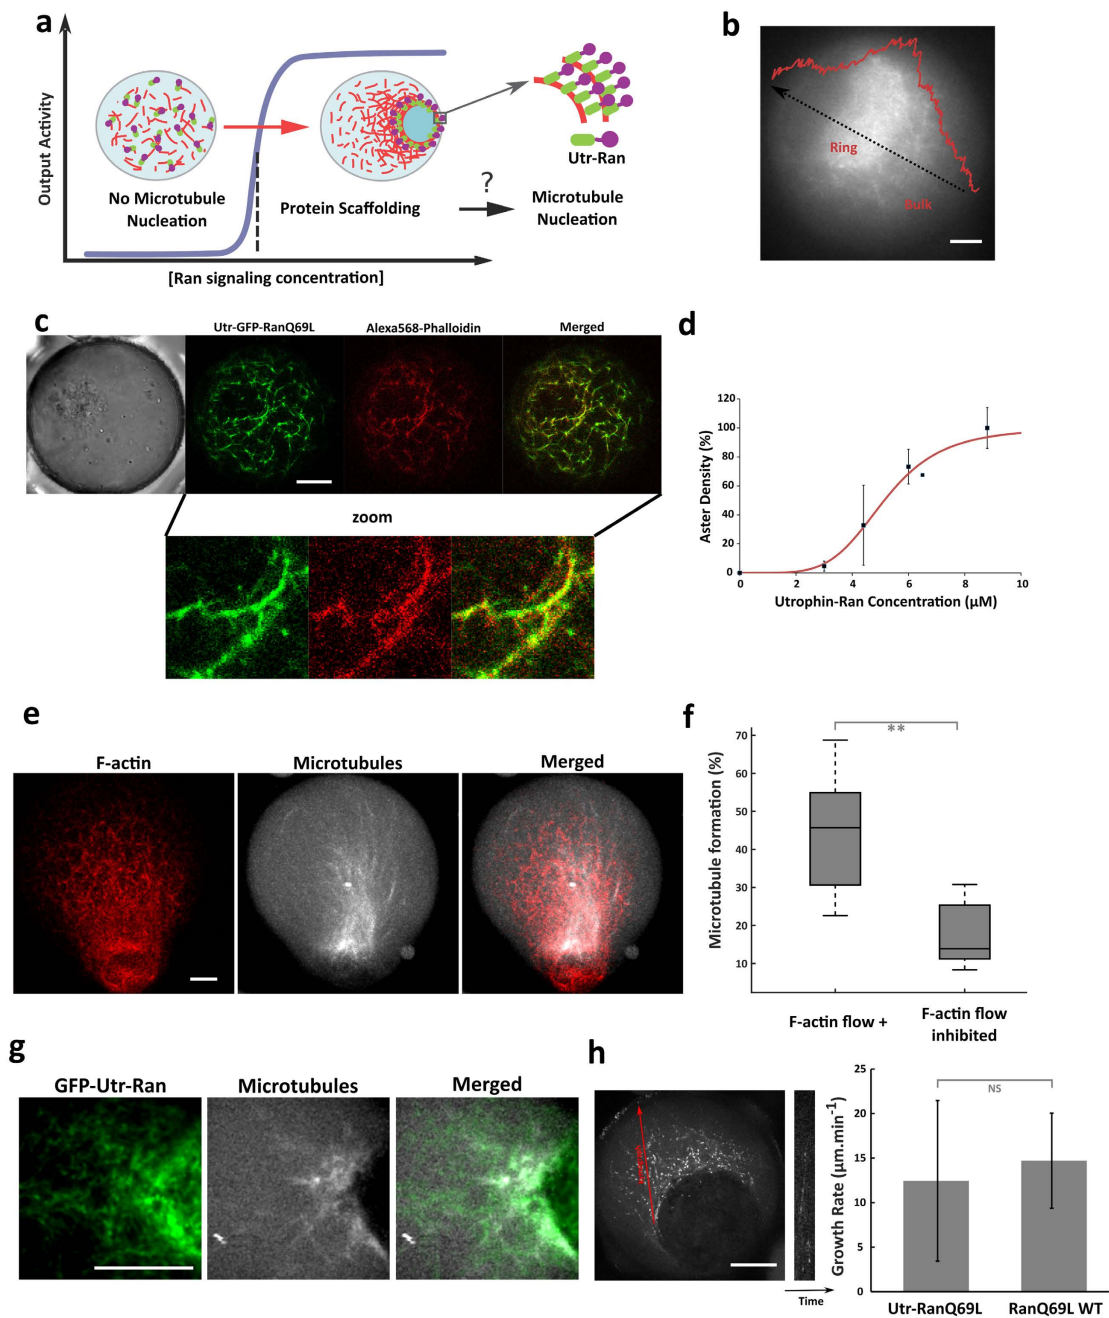 a
Output Activity
No Microtubule
Nucleation
Protein Scaffolding
?
Utr-Ran
Microtubule
Nucleation
[Ran signaling concentration]
b
Ring
Bulk
c
Utr-GFP-RanQ69L
Alexa568-Phalloidin
Merged
zoom
d
Aster Density (%)
120
100
80
60
40
20
0
0
2
4
6
8
10
Utrophin-Ran Concentration (µM)
e
F-actin
Microtubules
Merged
f
Microtubule formation (%)
70
60
50
40
30
20
10
**
F-actin flow +
F-actin flow
inhibited
g
GFP-Utr-Ran
Microtubules
Merged
h
Time
Growth Rate (µm.min⁻¹)
25
20
15
10
5
0
NS
Utr-RanQ69L
RanQ69L WT